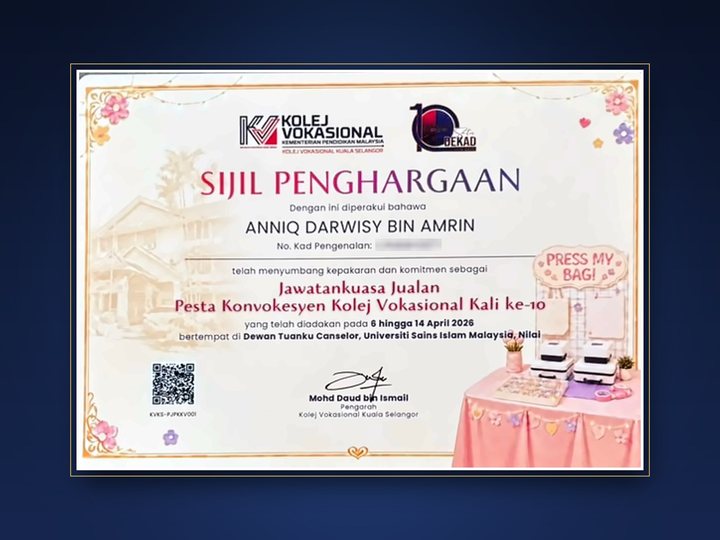 KOLEJ
VOKASIONAL
KEMENTERIAN PENDIDIKAN MALAYSIA
KOLEJ VOKASIONAL KUALA SELANGOR
10
DEKAD
SIJIL PENGHARGAAN
Dengan ini diperakui bahawa
ANNIQ DARWISY BIN AMRIN
No. Kad Pengenalan:
telah menyumbang kepakaran dan komitmen sebagai
Jawatankuasa Jualan
Pesta Konvokesyen Kolej Vokasional Kali ke-10
yang telah diadakan pada 6 hingga 14 April 2026
bertempat di Dewan Tuanku Canselor, Universiti Sains Islam Malaysia, Nilai
PRESS MY
BAG!
KVKS-PJPKKV001
Mohd Daud bin Ismail
Pengarah
Kolej Vokasional Kuala Selangor